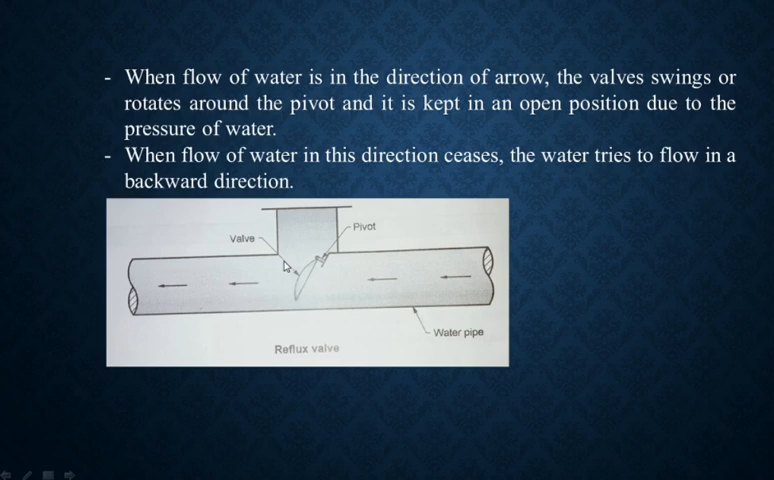 - When flow of water is in the direction of arrow, the valves swings or
rotates around the pivot and it is kept in an open position due to the
pressure of water.
- When flow of water in this direction ceases, the water tries to flow in a
backward direction.
Pivot
Valve
Water pipe
Reflux valve